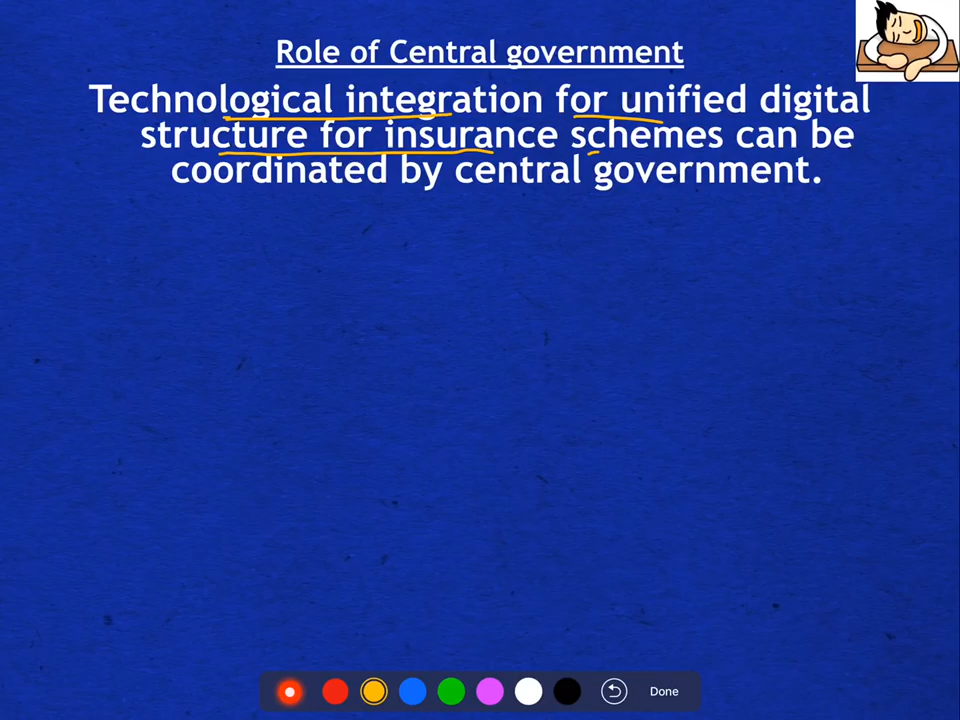 Role of Central government
Technological integration for unified digital
structure for insurance schemes can be
coordinated by central government.
Done